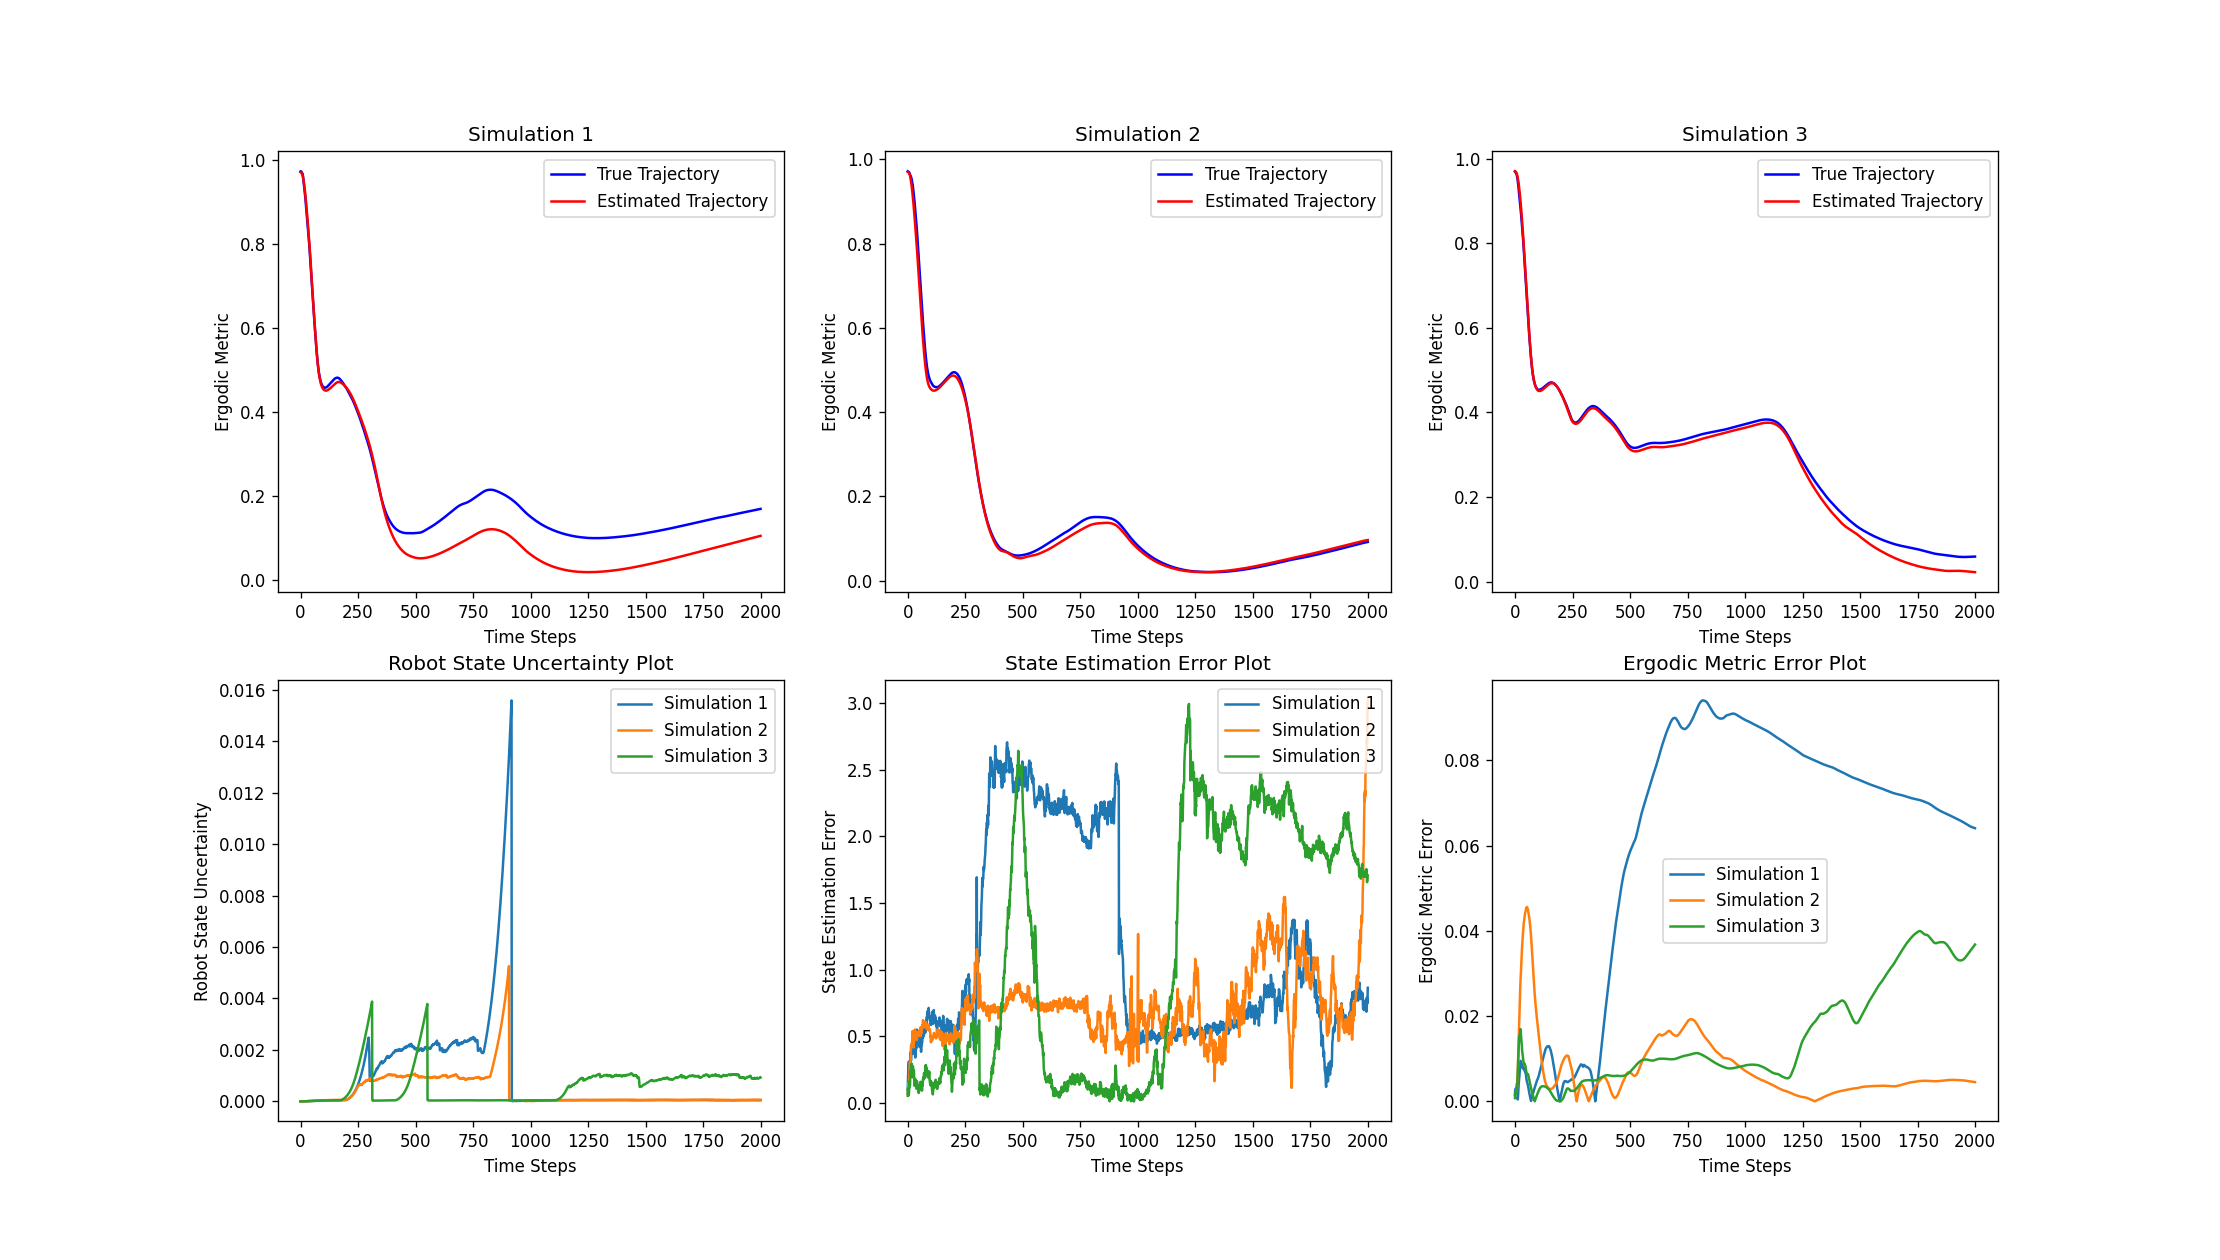 Simulation 1
Simulation 2
Simulation 3
Ergodic Metric
1.0
0.8
0.6
0.4
0.2
0.0
True Trajectory
Estimated Trajectory
0 250 500 750 1000 1250 1500 1750 2000
Time Steps
Ergodic Metric
1.0
0.8
0.6
0.4
0.2
0.0
True Trajectory
Estimated Trajectory
0 250 500 750 1000 1250 1500 1750 2000
Time Steps
Ergodic Metric
1.0
0.8
0.6
0.4
0.2
0.0
True Trajectory
Estimated Trajectory
0 250 500 750 1000 1250 1500 1750 2000
Time Steps
Robot State Uncertainty Plot
Robot State Uncertainty
0.016
0.014
0.012
0.010
0.008
0.006
0.004
0.002
0.000
Simulation 1
Simulation 2
Simulation 3
0 250 500 750 1000 1250 1500 1750 2000
Time Steps
State Estimation Error Plot
State Estimation Error
3.0
2.5
2.0
1.5
1.0
0.5
0.0
Simulation 1
Simulation 2
Simulation 3
0 250 500 750 1000 1250 1500 1750 2000
Time Steps
Ergodic Metric Error Plot
Ergodic Metric Error
0.08
0.06
0.04
0.02
0.00
Simulation 1
Simulation 2
Simulation 3
0 250 500 750 1000 1250 1500 1750 2000
Time Steps